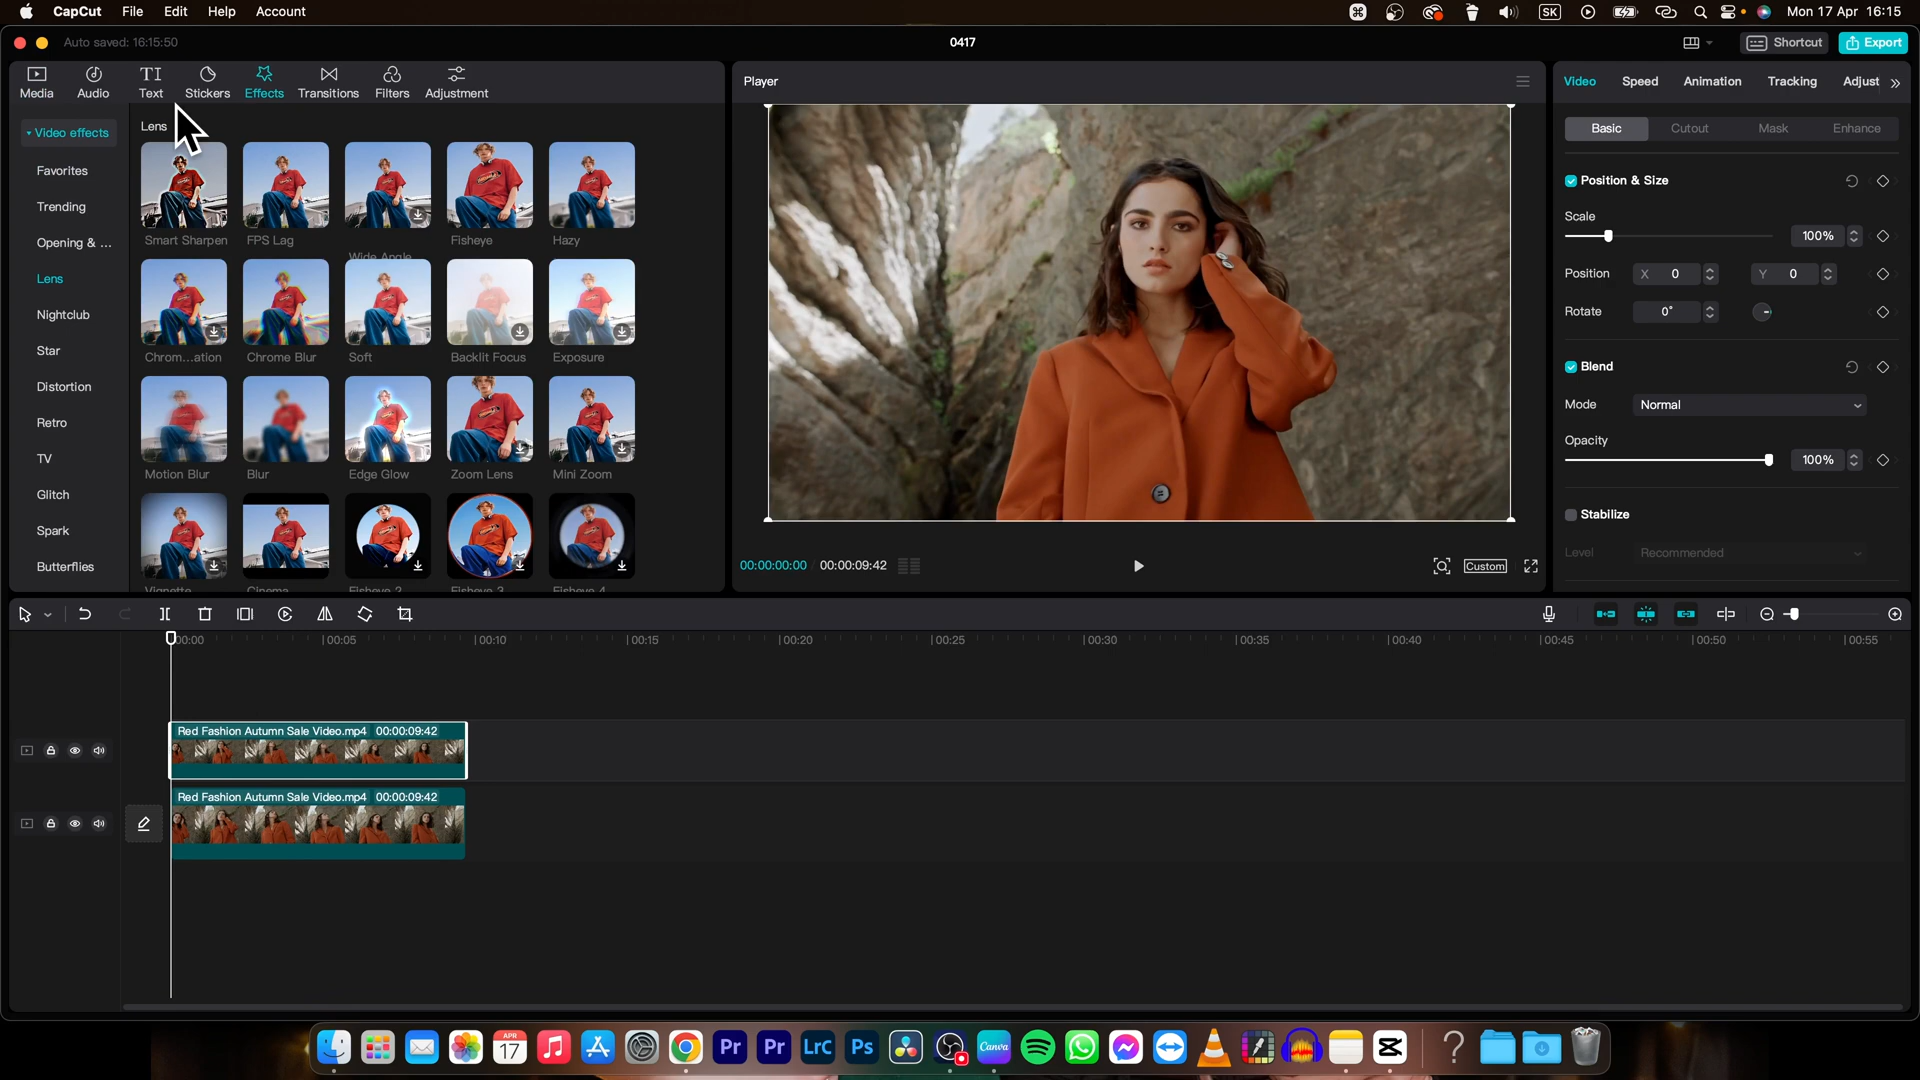 CapCut File Edit Help Account
SK Mon 17 Apr 16:15
Auto saved: 16:15:50
0417
Shortcut
Export
Media Audio Text Stickers Effects Transitions Filters Adjustment
Video effects
Favorites
Trending
Opening & ...
Lens
Nightclub
Star
Distortion
Retro
TV
Glitch
Spark
Butterflies
Lens
Smart Sharpen FPS Lag Wide Angle Fisheye Hazy
Chrom...ation Chrome Blur Soft Backlit Focus Exposure
Motion Blur Blur Edge Glow Zoom Lens Mini Zoom
Vignette Cinema Fisheye 2 Fisheye 3 Fisheye 4
Player
00:00:00:00 00:00:09:42
Custom
Video Speed Animation Tracking Adjust
Basic Cutout Mask Enhance
Position & Size
Scale
100%
Position X 0 Y 0
Rotate 0°
Blend
Mode Normal
Opacity
100%
Stabilize
Level Recommended
00:00 00:05 00:10 00:15 00:20 00:25 00:30 00:35 00:40 00:45 00:50 00:55
Red Fashion Autumn Sale Video.mp4 00:00:09:42
Red Fashion Autumn Sale Video.mp4 00:00:09:42
APR
17
Pr Pr LrC Ps Canva